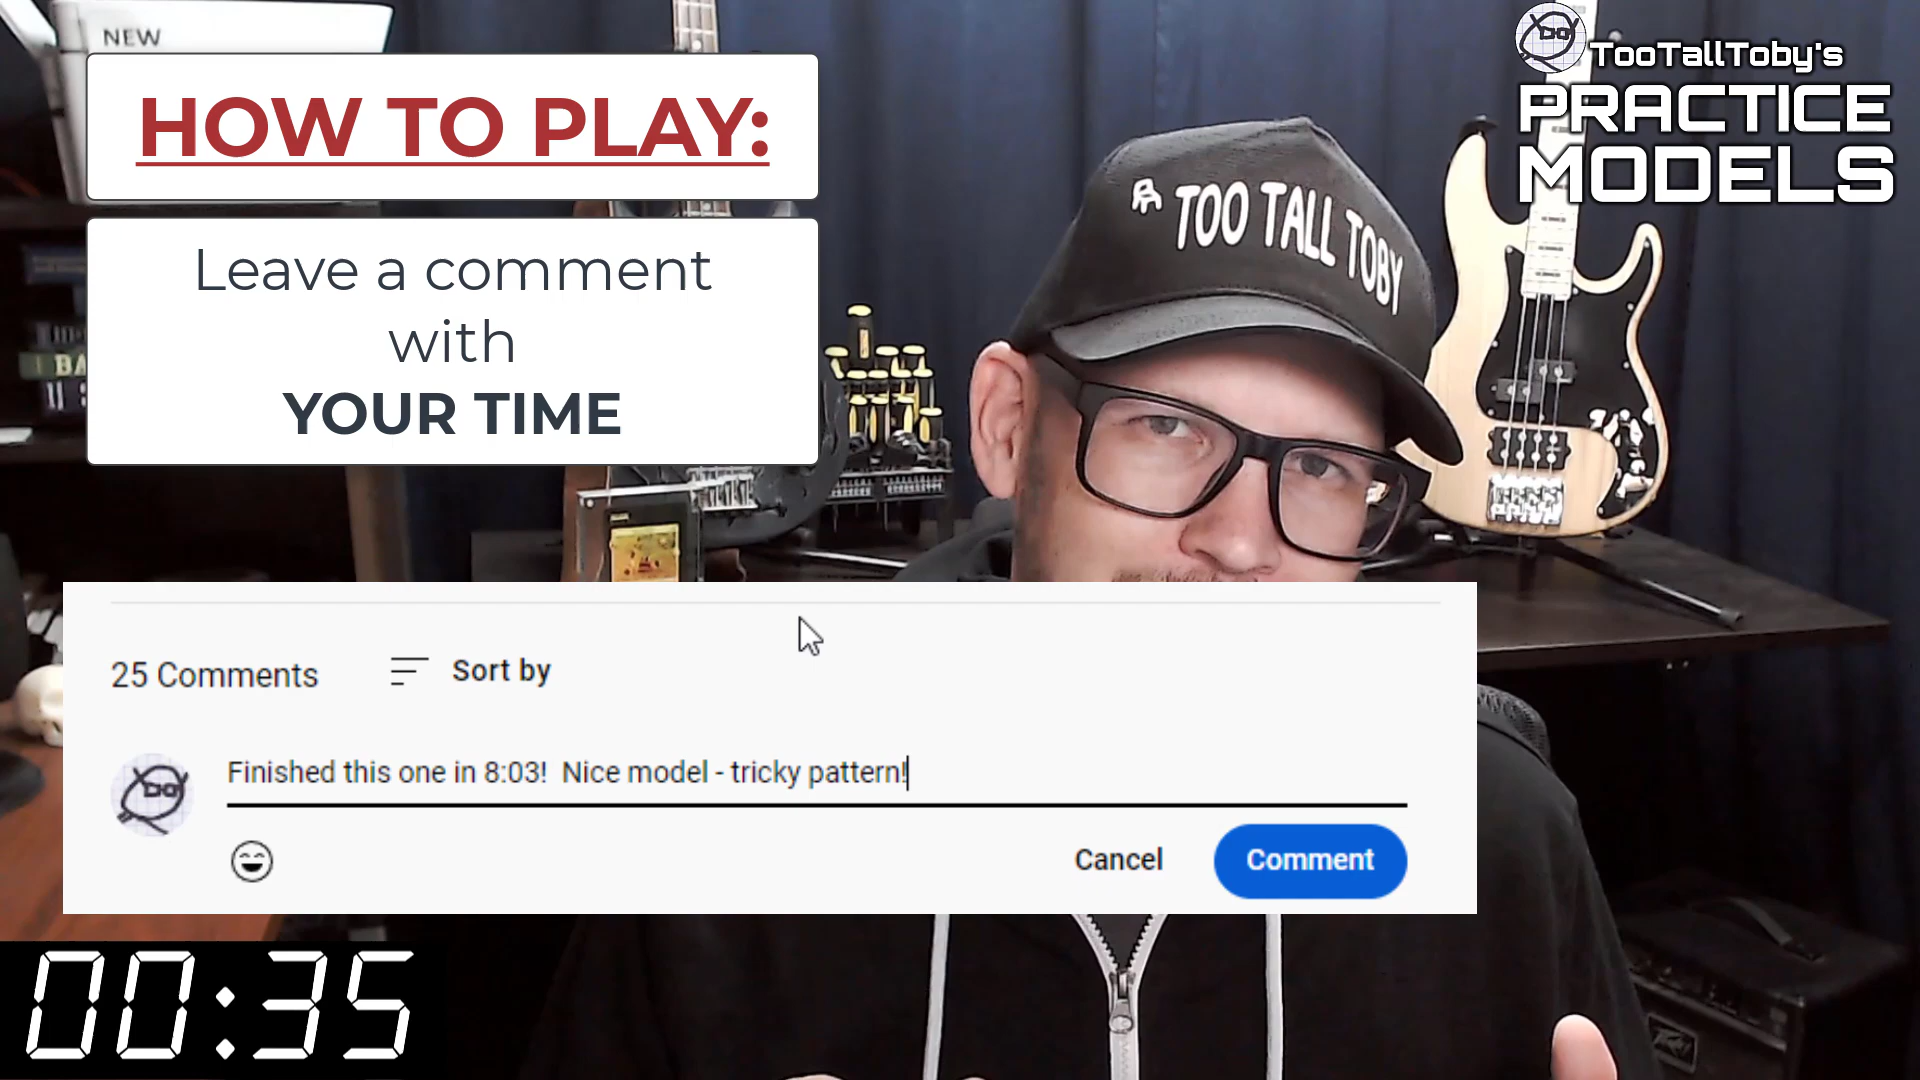 NEW
HOW TO PLAY:
Leave a comment
with
YOUR TIME
TooTallToby's
PRACTICE
MODELS
TOO TALL TOBY
25 Comments
Sort by
Finished this one in 8:03!  Nice model - tricky pattern!
Cancel
Comment
00:35